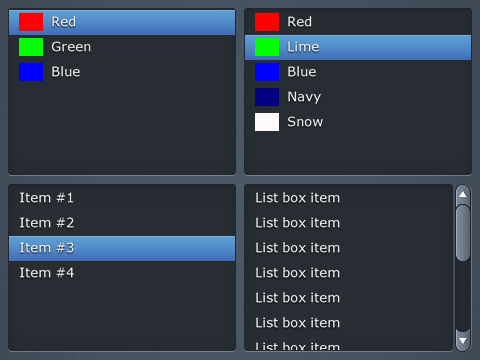 Red
Green
Blue
Red
Lime
Blue
Navy
Snow
Item #1
Item #2
Item #3
Item #4
List box item
List box item
List box item
List box item
List box item
List box item
List box item